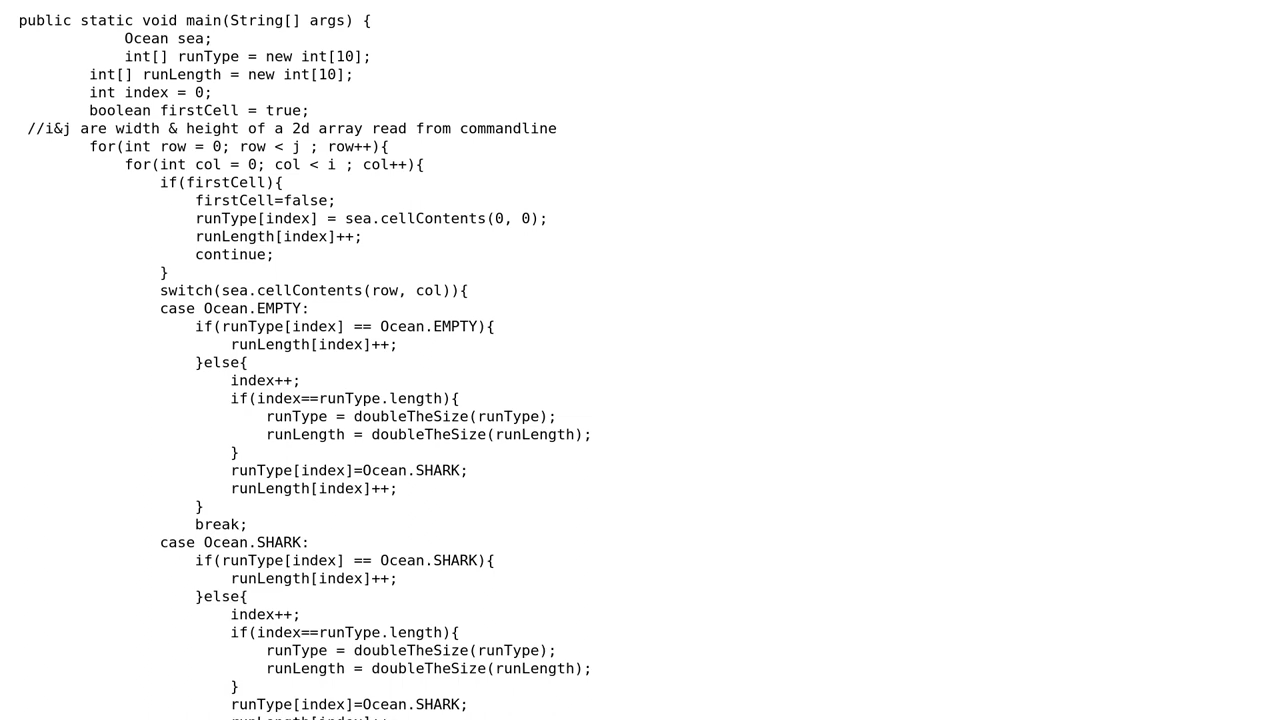 public static void main(String[] args) {
            Ocean sea;
            int[] runType = new int[10];
        int[] runLength = new int[10];
        int index = 0;
        boolean firstCell = true;
 //i&j are width & height of a 2d array read from commandline
        for(int row = 0; row < j ; row++){
            for(int col = 0; col < i ; col++){
                if(firstCell){
                    firstCell=false;
                    runType[index] = sea.cellContents(0, 0);
                    runLength[index]++;
                    continue;
                }
                switch(sea.cellContents(row, col)){
                case Ocean.EMPTY:
                    if(runType[index] == Ocean.EMPTY){
                        runLength[index]++;
                    }else{
                        index++;
                        if(index==runType.length){
                            runType = doubleTheSize(runType);
                            runLength = doubleTheSize(runLength);
                        }
                        runType[index]=Ocean.SHARK;
                        runLength[index]++;
                    }
                    break;
                case Ocean.SHARK:
                    if(runType[index] == Ocean.SHARK){
                        runLength[index]++;
                    }else{
                        index++;
                        if(index==runType.length){
                            runType = doubleTheSize(runType);
                            runLength = doubleTheSize(runLength);
                        }
                        runType[index]=Ocean.SHARK;